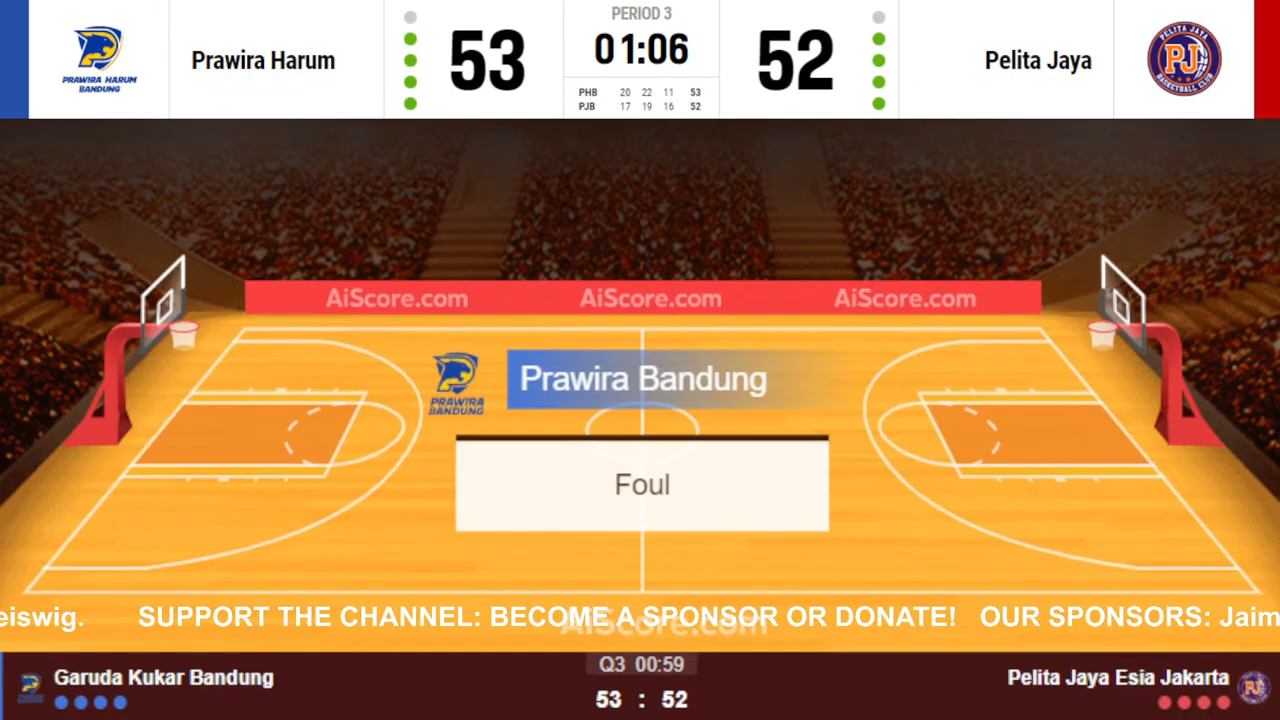 PERIOD 3
PRAWIRA HARUM
BANDUNG
Prawira Harum
53
01:06
52
Pelita Jaya
PELITA JAYA
PJ
BASKETBALL CLUB
PHB 20 22 11 53
PJB 17 19 16 52
AiScore.com AiScore.com AiScore.com
PRAWIRA
BANDUNG
Prawira Bandung
Foul
eiswig. SUPPORT THE CHANNEL: BECOME A SPONSOR OR DONATE! OUR SPONSORS: Jaim
AiScore.com
Q3 00:59
Garuda Kukar Bandung
53 : 52
Pelita Jaya Esia Jakarta
PJ